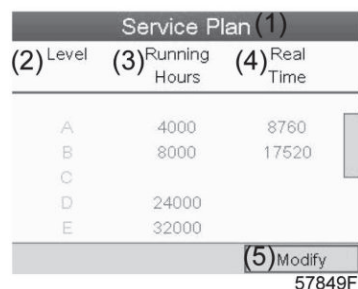 Service Plan (1)
(2) Level (3) Running Hours (4) Real Time
A 4000 8760
B 8000 17520
C
D 24000
E 32000
(5) Modify
57849F